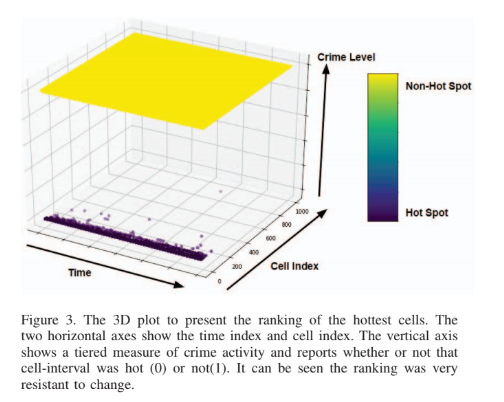 Crime Level
Non-Hot Spot
Hot Spot
1000
800
600
400
200
0
Cell Index
Time
Figure 3. The 3D plot to present the ranking of the hottest cells. The
two horizontal axes show the time index and cell index. The vertical axis
shows a tiered measure of crime activity and reports whether or not that
cell-interval was hot (0) or not(1). It can be seen the ranking was very
resistant to change.